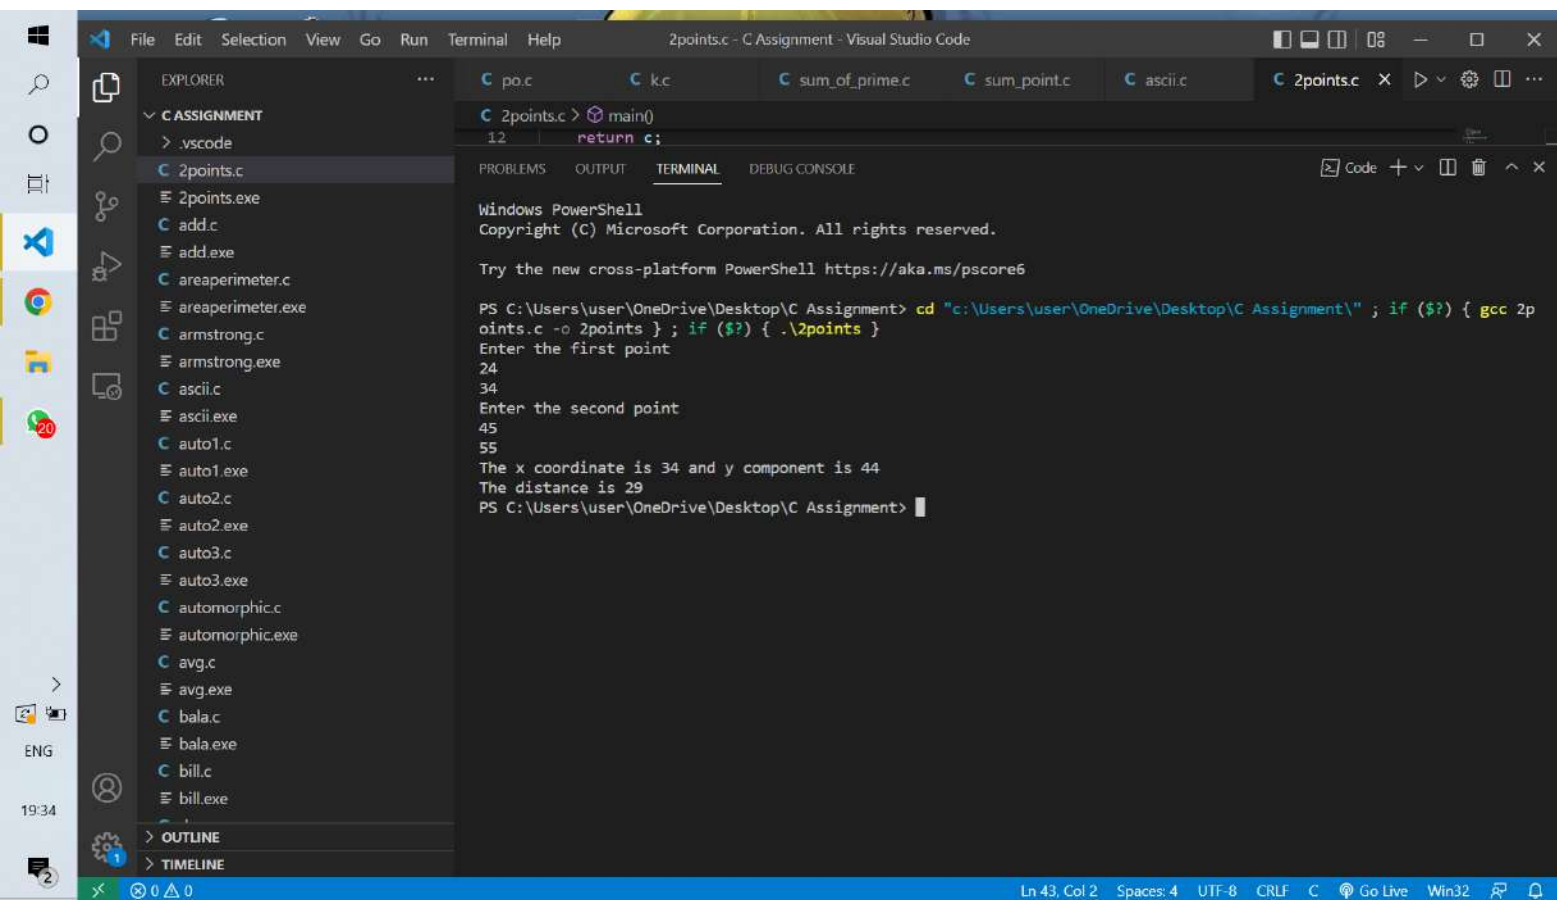 File Edit Selection View Go Run Terminal Help 2points.c - C Assignment - Visual Studio Code
EXPLORER
C po.c C k.c C sum_of_prime.c C sum_point.c C ascii.c C 2points.c
C ASSIGNMENT
C 2points.c > main()
12 return c;
> .vscode
C 2points.c
2points.exe
C add.c
add.exe
C areaperimeter.c
areaperimeter.exe
C armstrong.c
armstrong.exe
C ascii.c
ascii.exe
C auto1.c
auto1.exe
C auto2.c
auto2.exe
C auto3.c
auto3.exe
C automorphic.c
automorphic.exe
C avg.c
avg.exe
C bala.c
bala.exe
C bill.c
bill.exe
> OUTLINE
> TIMELINE
PROBLEMS OUTPUT TERMINAL DEBUG CONSOLE Code
Windows PowerShell
Copyright (C) Microsoft Corporation. All rights reserved.
Try the new cross-platform PowerShell https://aka.ms/pscore6
PS C:\Users\user\OneDrive\Desktop\C Assignment> cd "c:\Users\user\OneDrive\Desktop\C Assignment\" ; if ($?) { gcc 2p
oints.c -o 2points } ; if ($?) { .\2points }
Enter the first point
24
34
Enter the second point
45
55
The x coordinate is 34 and y component is 44
The distance is 29
PS C:\Users\user\OneDrive\Desktop\C Assignment>
20
ENG
19:34
2
1
0 0 Ln 43, Col 2 Spaces: 4 UTF-8 CRLF C Go Live Win32